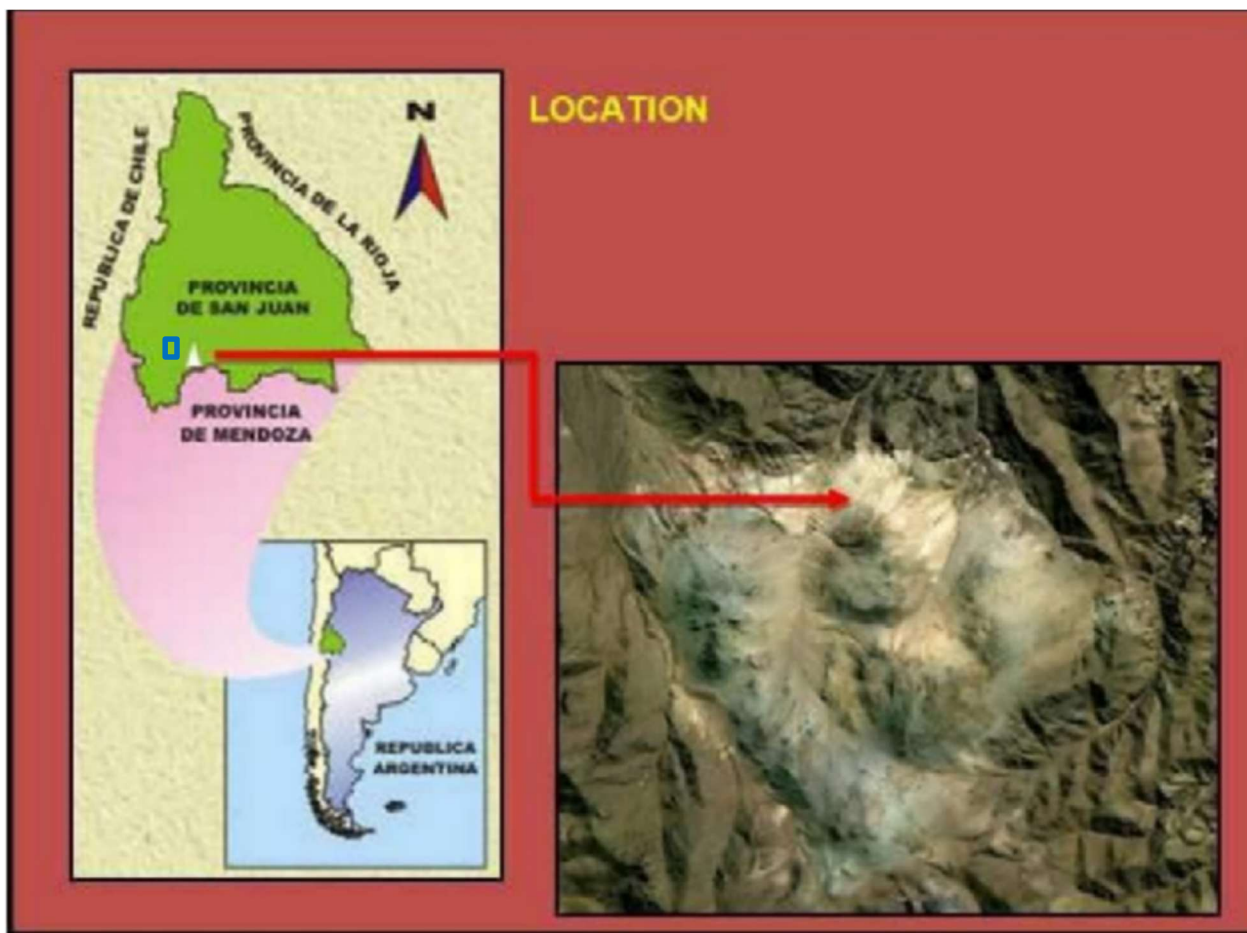 LOCATION
N
REPUBLICA DE CHILE
PROVINCIA DE LA RIOJA
PROVINCIA
DE SAN JUAN
PROVINCIA
DE MENDOZA
REPUBLICA
ARGENTINA